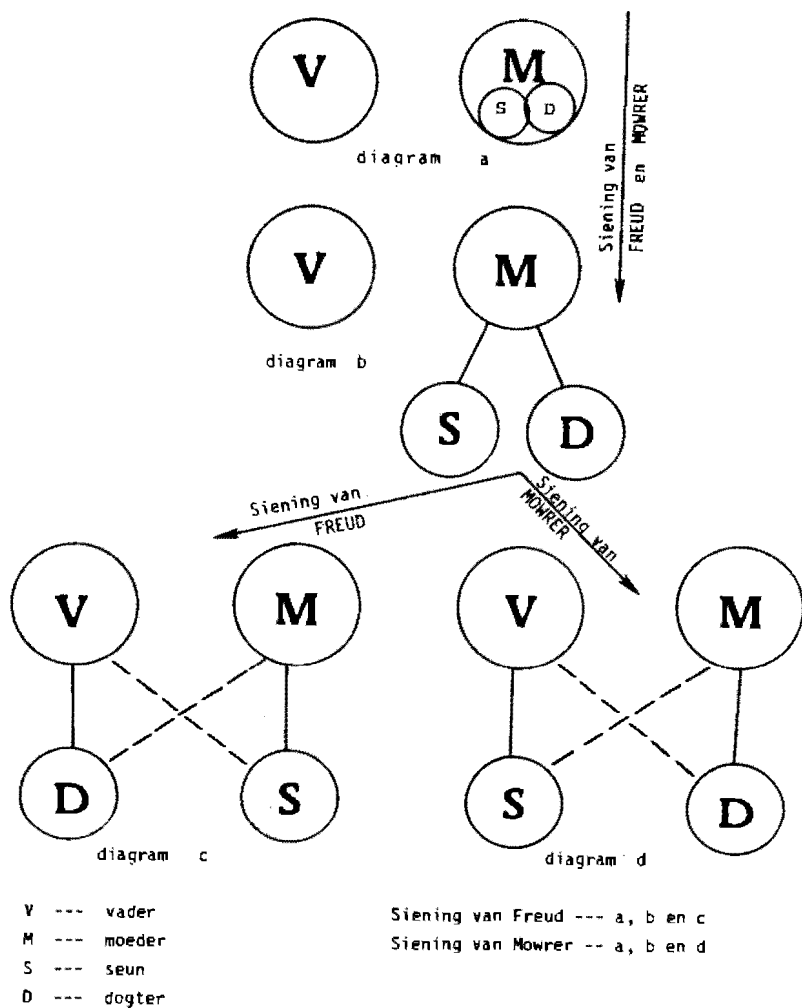 V
M
S D
diagram a
Siening van
FREUD en MOWRER
V
M
diagram b
S
D
Siening van
FREUD
Siening van
MOWRER
V
M
V
M
D
S
S
D
diagram c
diagram d
V --- vader
M --- moeder
S --- seun
D --- dogter
Siening van Freud --- a, b en c
Siening van Mowrer -- a, b en d